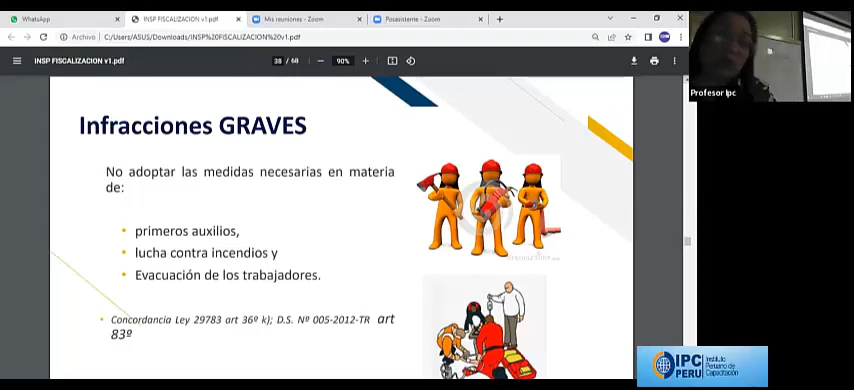 WhatsApp
INSP FISCALIZACION v1.pdf
Mis reuniones - Zoom
Posasistente - Zoom
Archivo
C:/Users/ASUS/Downloads/INSP%20FISCALIZACION%20v1.pdf
INSP FISCALIZACION v1.pdf
38 / 68
90%
Profesor Ipc
Infracciones GRAVES
No adoptar las medidas necesarias en materia
de:
• primeros auxilios,
• lucha contra incendios y
• Evacuación de los trabajadores.
• Concordancia Ley 29783 art 36º k); D.S. Nº 005-2012-TR art
83º
IPC
PERU
Instituto
Peruano de
Capacitación